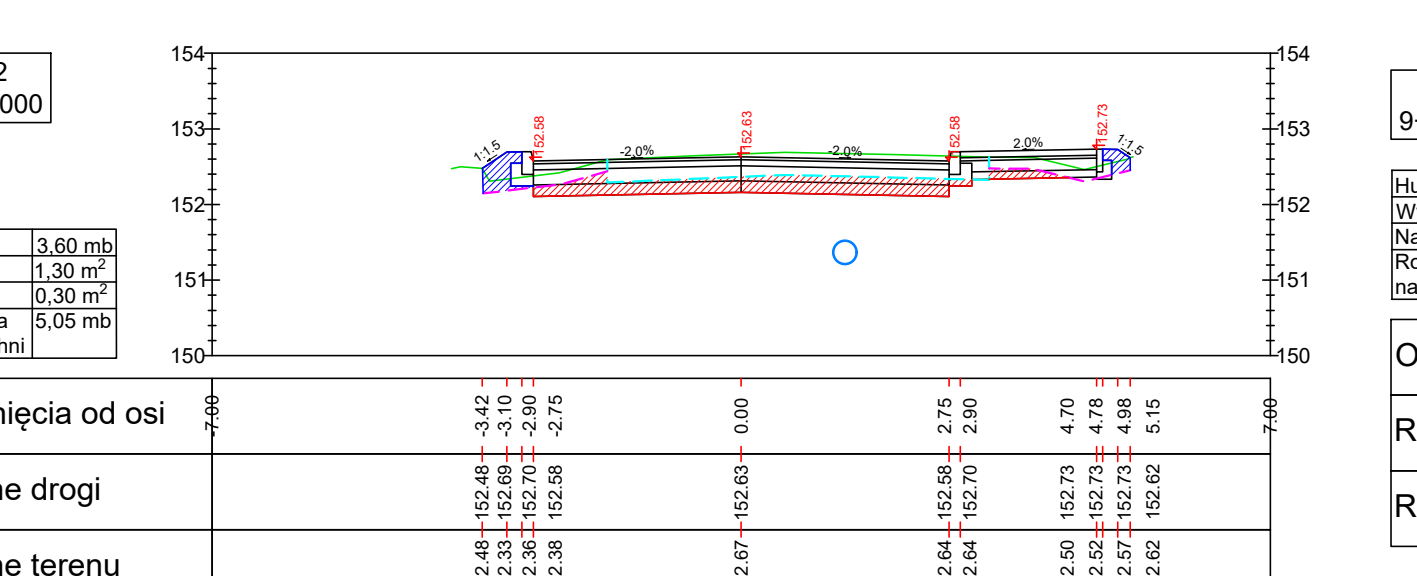 2
000
3,60 mb
1,30 m²
0,30 m²
a 5,05 mb
hni
154
153
152
151
150
154
153
152
151
150
1:1.5
152.58
-2.0%
152.63
-2.0%
152.58
2.0%
152.73
1:1.5
9+
Hu
W
Na
Ro
na
O
R
R
nięcia od osi
-7.00 -3.42 -3.10 -2.90 -2.75 0.00 2.75 2.90 4.70 4.78 4.98 5.15 7.00
ne drogi
152.48 152.69 152.70 152.58 152.63 152.58 152.70 152.73 152.73 152.73 152.62
ne terenu
2.48 2.33 2.36 2.38 2.67 2.64 2.64 2.50 2.52 2.57 2.62